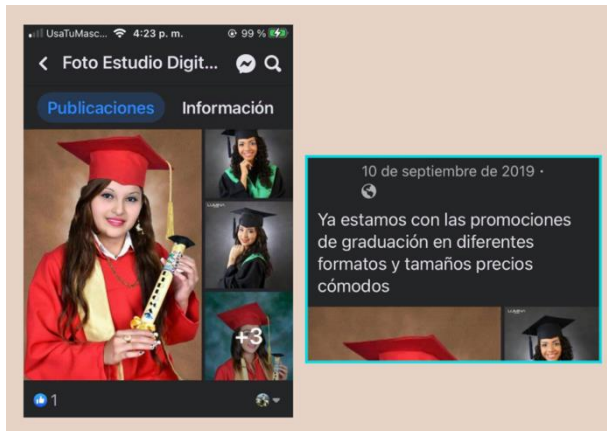 UsaTuMasc... 4:23 p. m. 99 %
Foto Estudio Digit...
Publicaciones Información
+3
1
10 de septiembre de 2019 ·
Ya estamos con las promociones
de graduación en diferentes
formatos y tamaños precios
cómodos